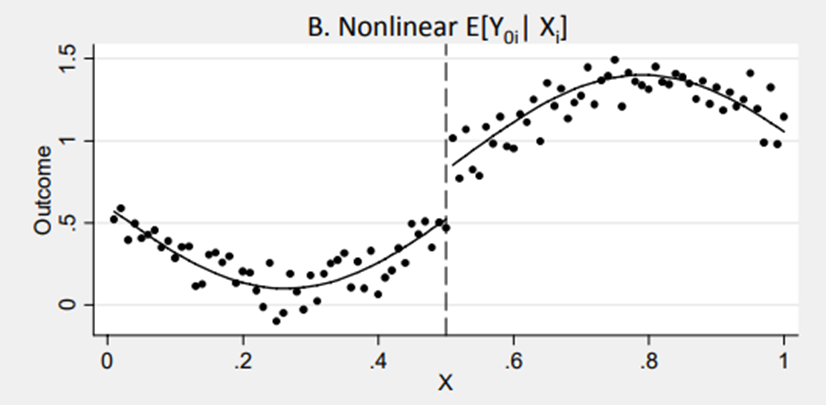 B. Nonlinear E[Y₀ᵢ| Xᵢ]
Outcome
1.5
1
.5
0
0 .2 .4 .6 .8 1
X